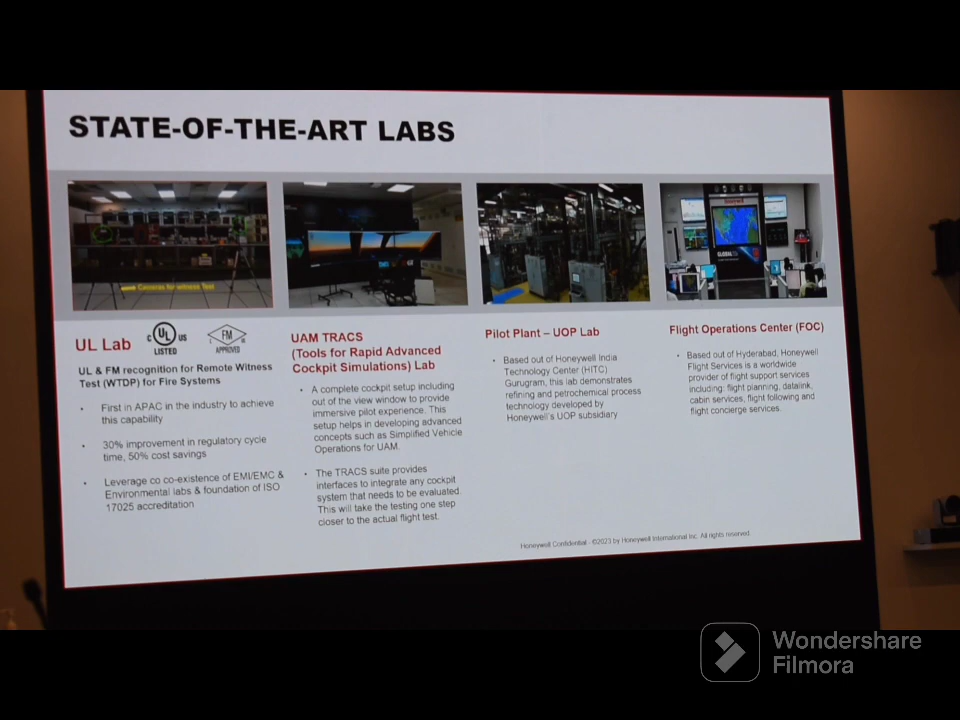 STATE-OF-THE-ART LABS
Cameras for witness Test
Honeywell
GLOBAL
UL Lab
C UL US
LISTED
FM
APPROVED
UL & FM recognition for Remote Witness
Test (WTDP) for Fire Systems
• First in APAC in the industry to achieve
this capability
• 30% improvement in regulatory cycle
time, 50% cost savings
• Leverage co co-existence of EMI/EMC &
Environmental labs & foundation of ISO
17025 accreditation
UAM TRACS
(Tools for Rapid Advanced
Cockpit Simulations) Lab
• A complete cockpit setup including
out of the view window to provide
immersive pilot experience. This
setup helps in developing advanced
concepts such as Simplified Vehicle
Operations for UAM.
• The TRACS suite provides
interfaces to integrate any cockpit
system that needs to be evaluated.
This will take the testing one step
closer to the actual flight test.
Pilot Plant – UOP Lab
• Based out of Honeywell India
Technology Center (HITC)
Gurugram, this lab demonstrates
refining and petrochemical process
technology developed by
Honeywell's UOP subsidiary
Flight Operations Center (FOC)
• Based out of Hyderabad, Honeywell
Flight Services is a worldwide
provider of flight support services
including: flight planning, datalink,
cabin services, flight following and
flight concierge services.
Honeywell Confidential - ©2023 by Honeywell International Inc. All rights reserved.
Wondershare
Filmora